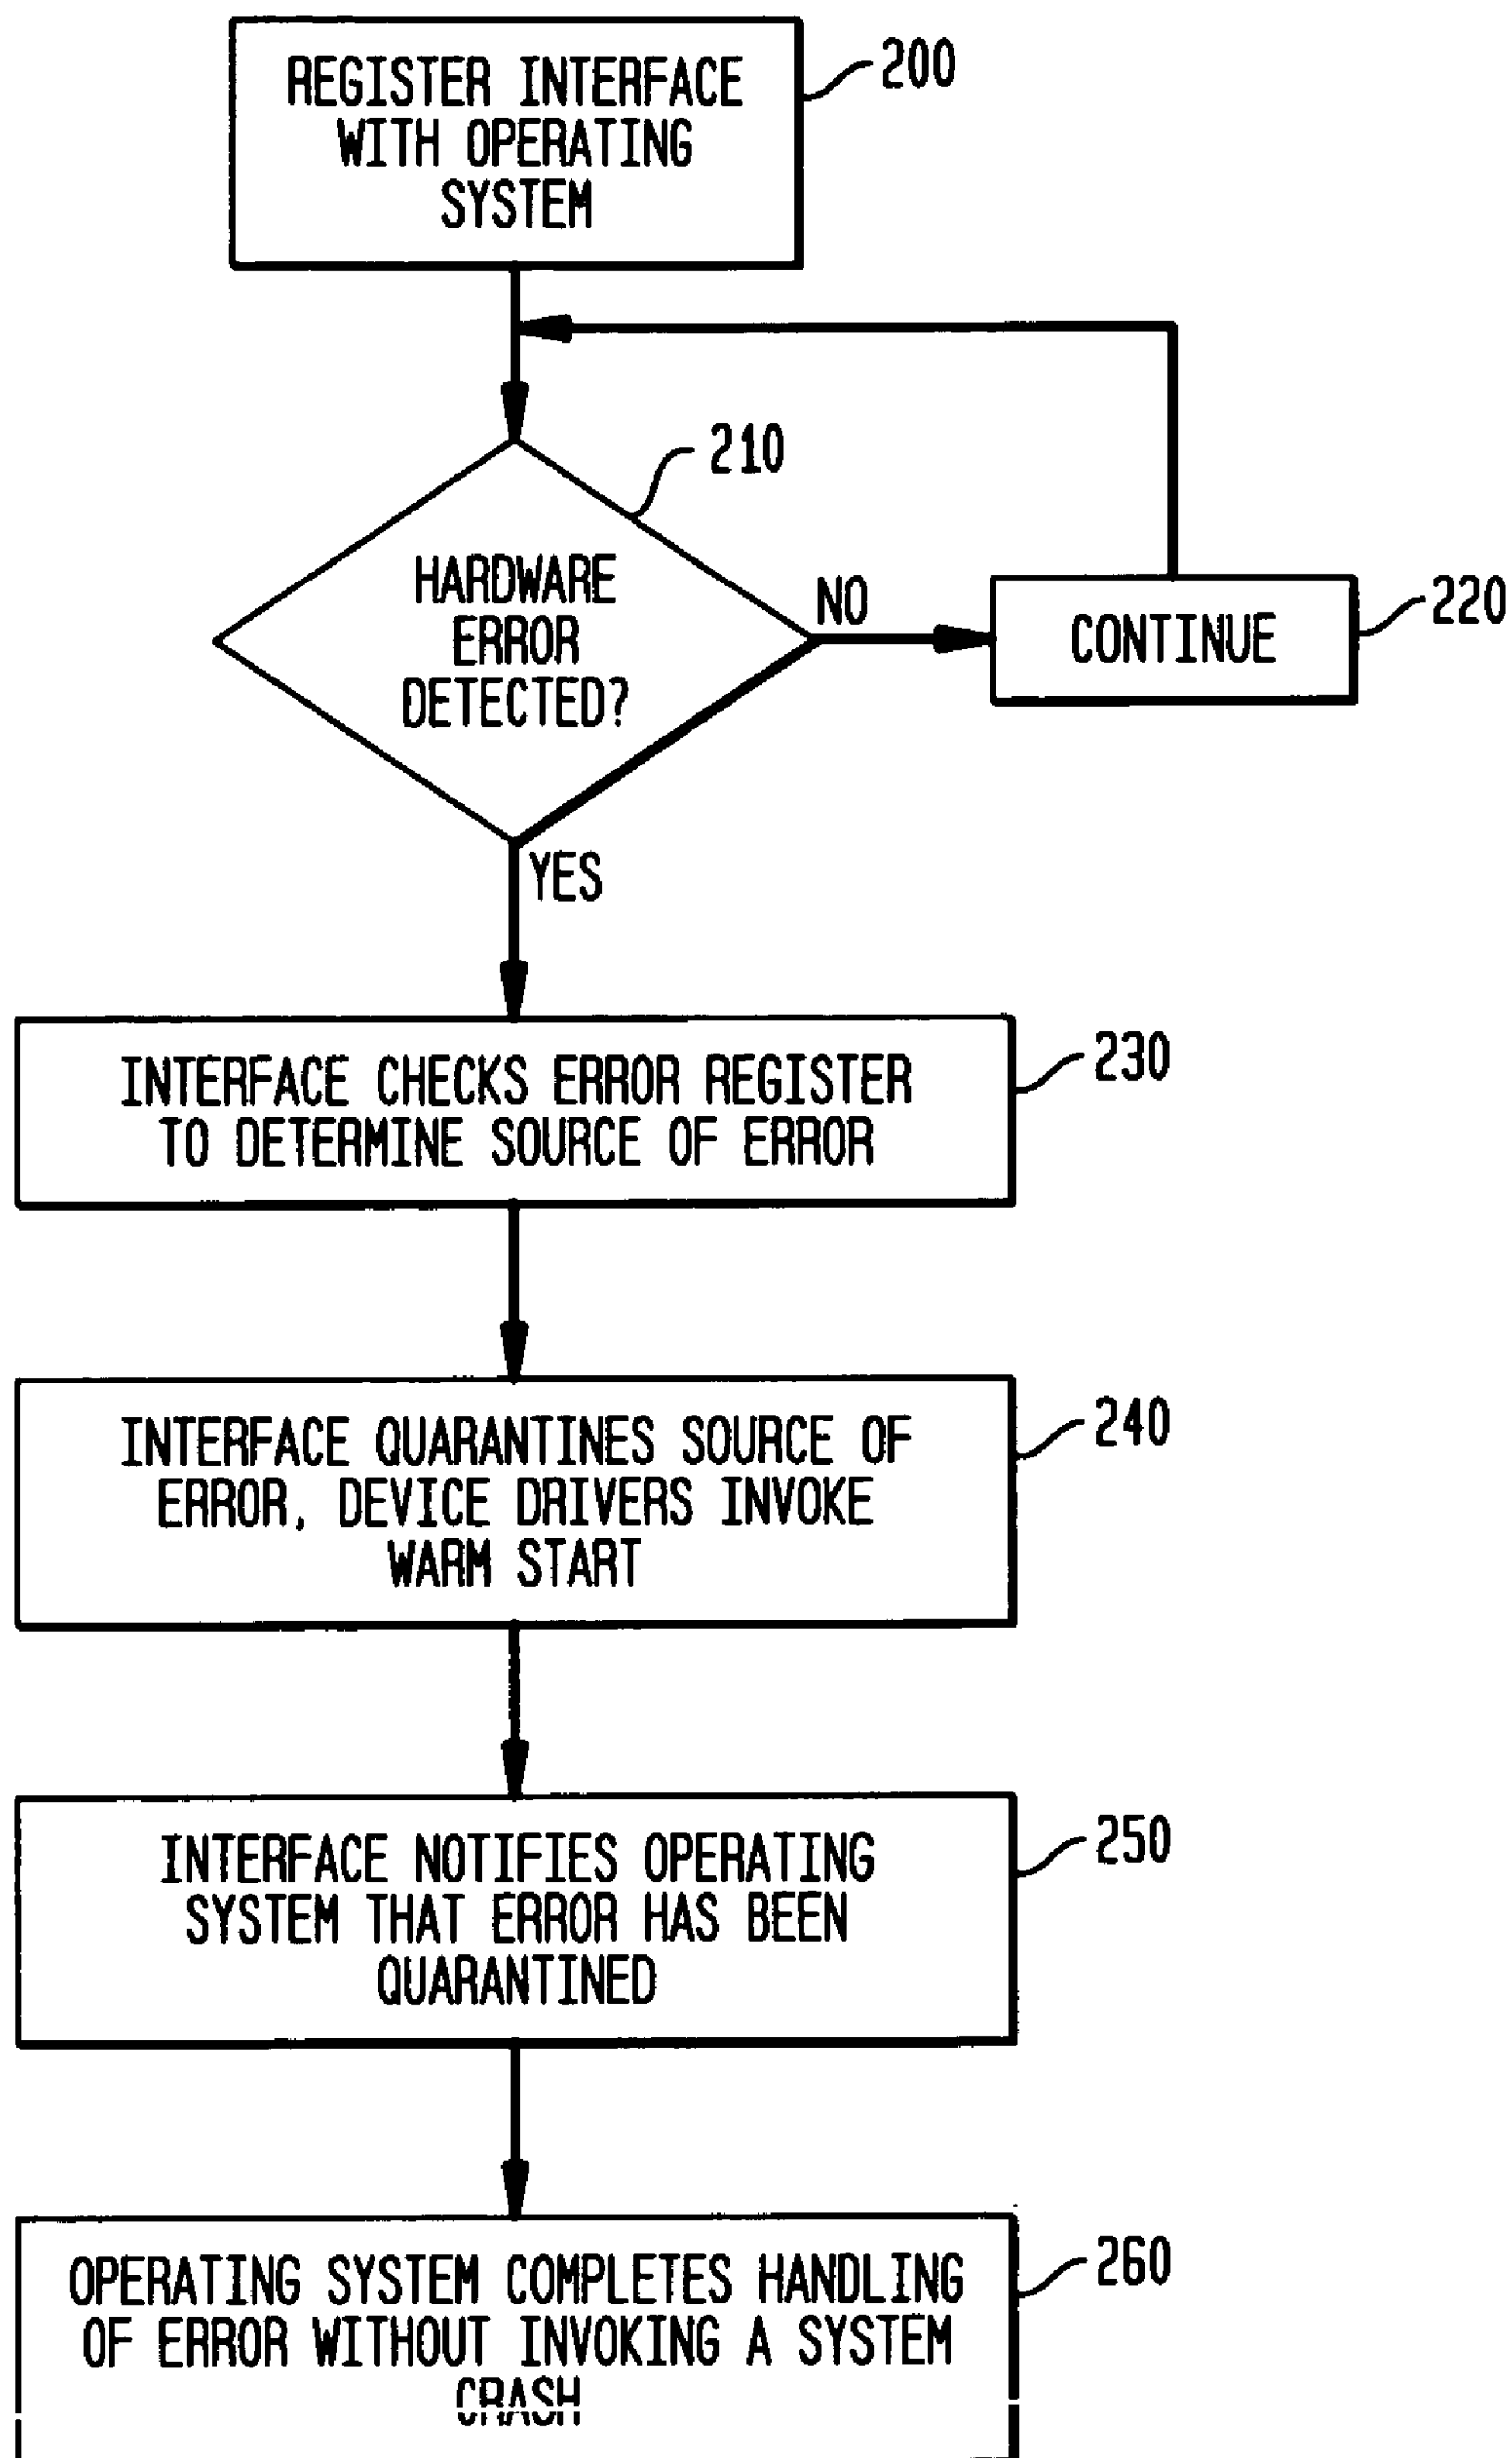 REGISTER INTERFACE
WITH OPERATING
SYSTEM
200
210
HARDWARE
ERROR
DETECTED?
NO
CONTINUE
220
YES
INTERFACE CHECKS ERROR REGISTER
TO DETERMINE SOURCE OF ERROR
230
INTERFACE QUARANTINES SOURCE OF
ERROR, DEVICE DRIVERS INVOKE
WARM START
240
INTERFACE NOTIFIES OPERATING
SYSTEM THAT ERROR HAS BEEN
QUARANTINED
250
OPERATING SYSTEM COMPLETES HANDLING
OF ERROR WITHOUT INVOKING A SYSTEM
CRASH
260